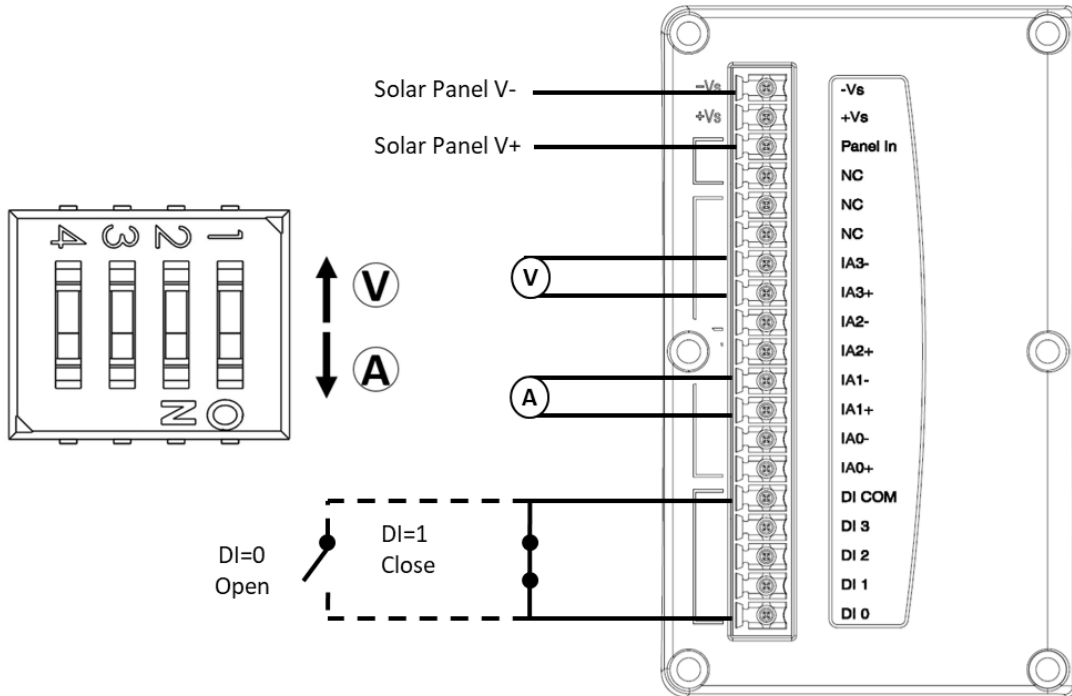 Solar Panel V-
Solar Panel V+
-Vs
+Vs
4 3 2 1
V
A
ON
V
A
DI=0
Open
DI=1
Close
-Vs
+Vs
Panel In
NC
NC
NC
IA3-
IA3+
IA2-
IA2+
IA1-
IA1+
IA0-
IA0+
DI COM
DI 3
DI 2
DI 1
DI 0